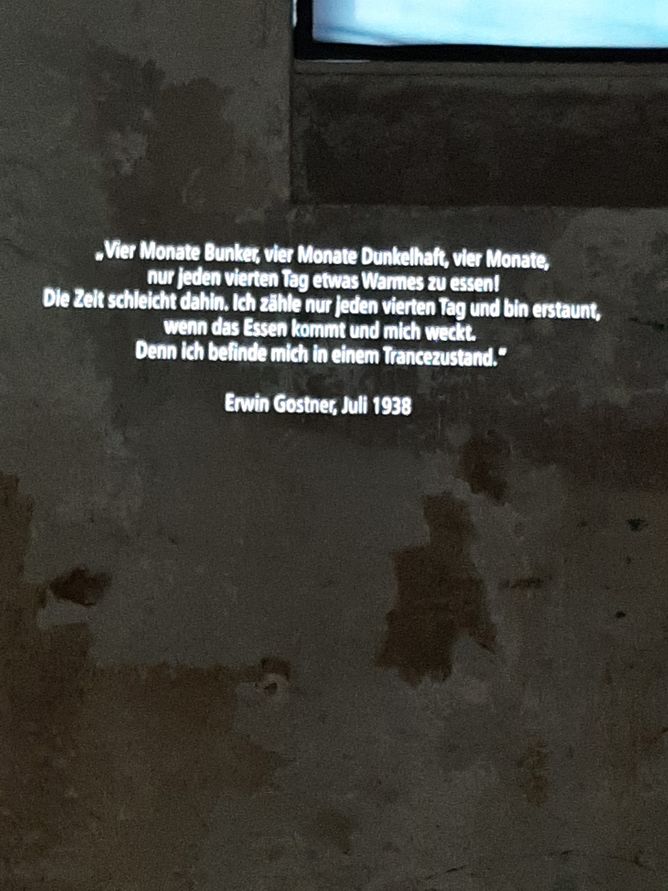 „Vier Monate Bunker, vier Monate Dunkelhaft, vier Monate,
nur jeden vierten Tag etwas Warmes zu essen!
Die Zeit schleicht dahin. Ich zähle nur jeden vierten Tag und bin erstaunt,
wenn das Essen kommt und mich weckt.
Denn ich befinde mich in einem Trancezustand.“
Erwin Gostner, Juli 1938